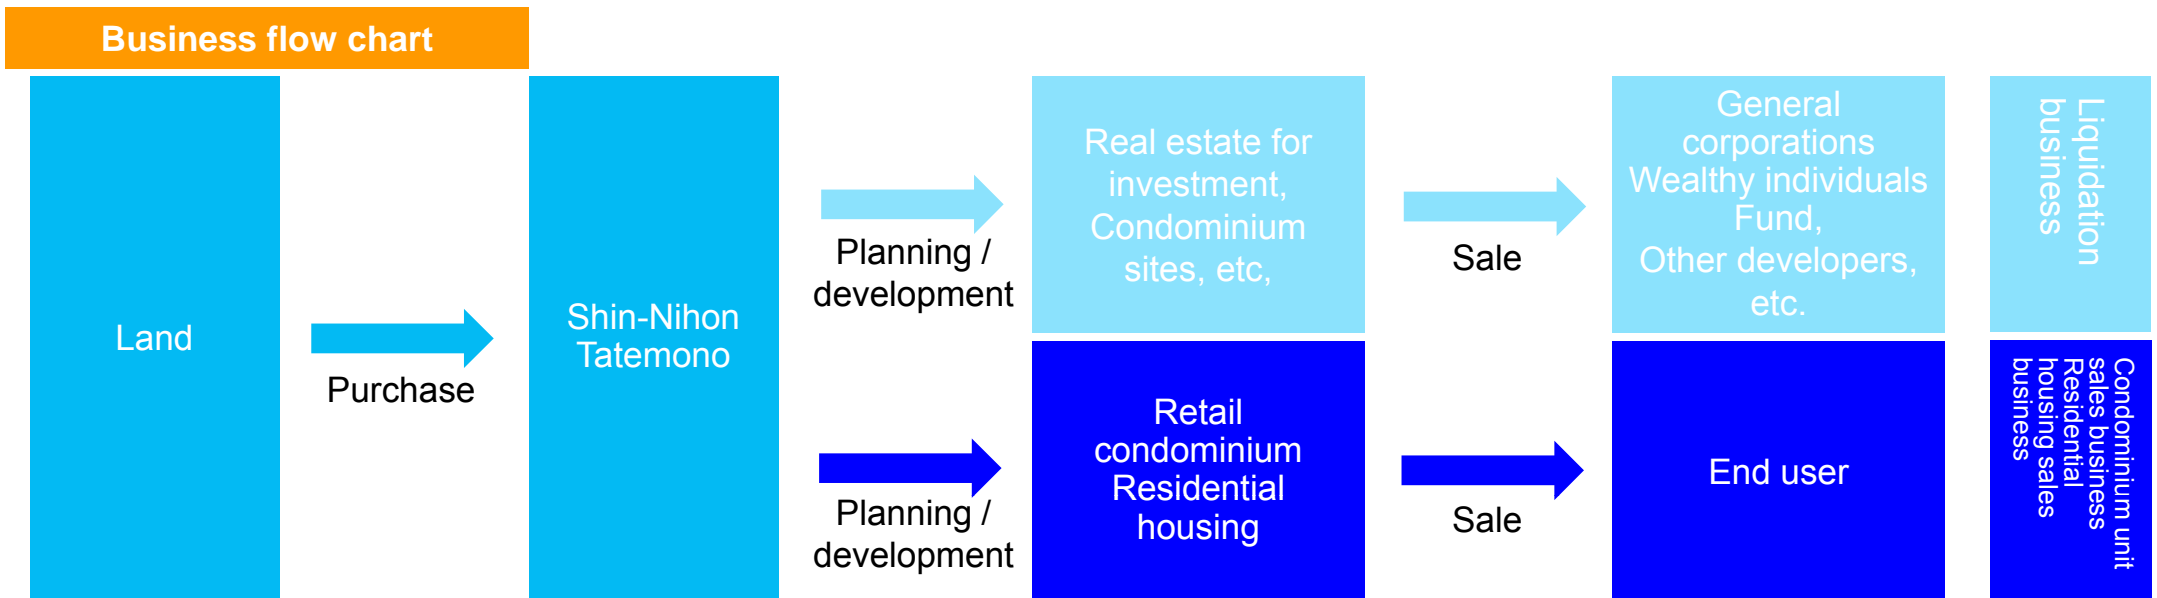 Business flow chart
Land
Purchase
Shin-Nihon
Tatemono
Planning /
development
Real estate for
investment,
Condominium
sites, etc,
Sale
General
corporations
Wealthy individuals
Fund,
Other developers,
etc.
Liquidation
business
Planning /
development
Retail
condominium
Residential
housing
Sale
End user
Condominium unit
sales business
Residential
housing sales
business